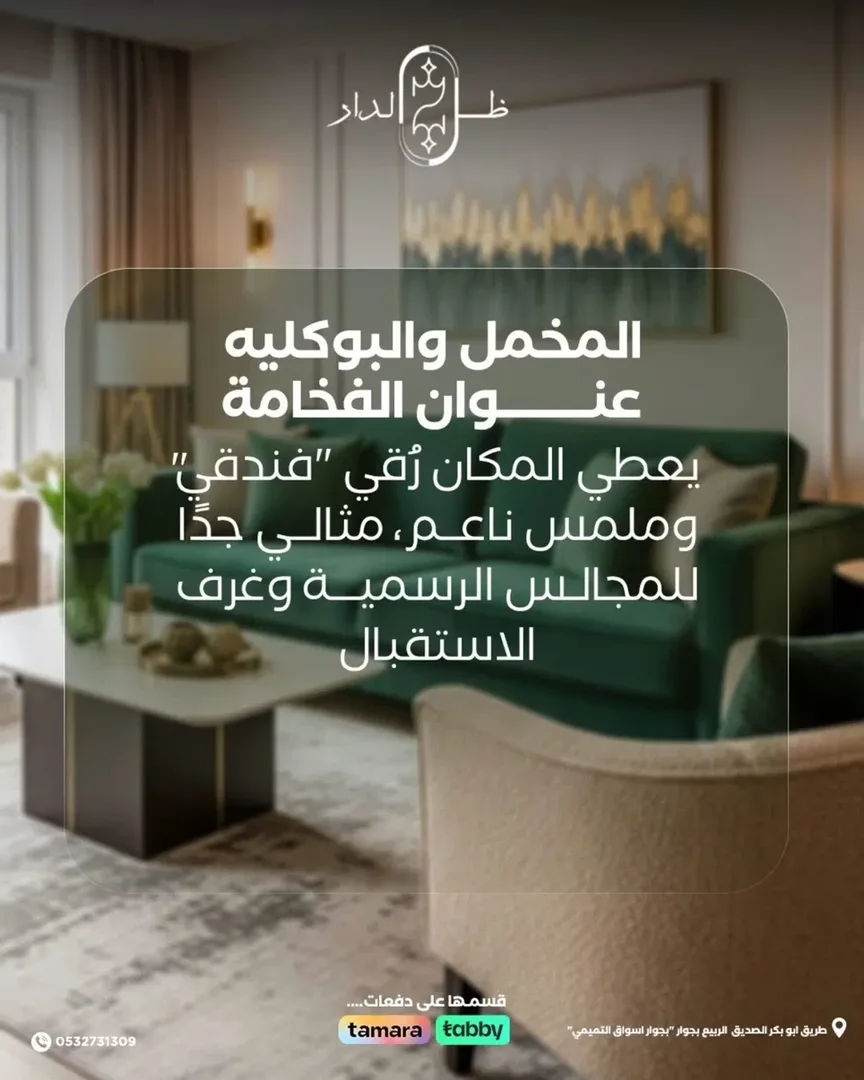 ظل الدار
المخمل والبوكليه
عنـــوان الفخامة
يعطي المكان رُقي "فندقي"
وملمس ناعـم، مثالـي جدًا
للمجالس الرسميـة وغرف
الاستقبال
قسمها على دفعات....
tamara tabby
0532731309
طريق ابو بكر الصديق الربيع بجوار "بجوار اسواق التميمي"